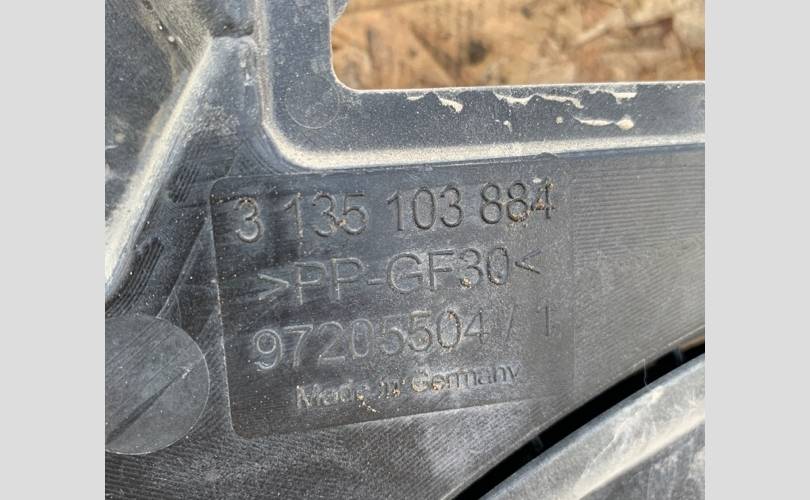 3 135 103 884
>PP-GF30<
97205504 / 1
Made in Germany